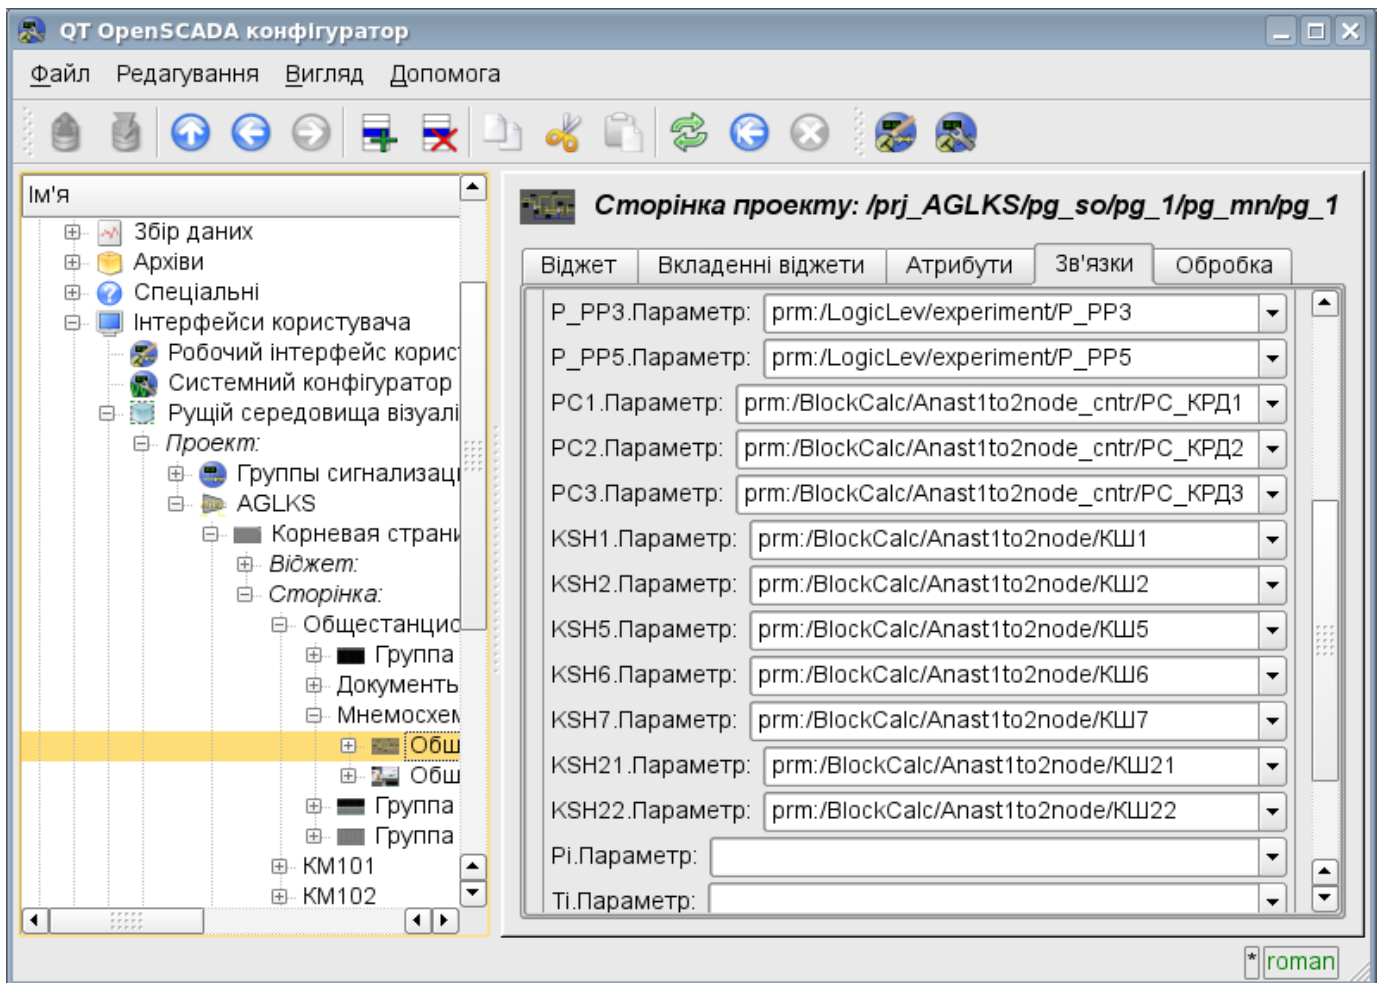 QT OpenSCADA конфігуратор
Файл Редагування Вигляд Допомога
Ім'я
Збір даних
Архіви
Спеціальні
Інтерфейси користувача
Робочий інтерфейс корис
Системний конфігуратор
Рушій середовища візуалі
Проект:
Группы сигнализац
AGLKS
Корневая страни
Віджет:
Сторінка:
Общестанцио
Группа
Документы
Мнемосхем
Общ
Общ
Группа
Группа
КМ101
КМ102
Сторінка проекту: /prj_AGLKS/pg_so/pg_1/pg_mn/pg_1
Віджет Вкладенні віджети Атрибути Зв'язки Обробка
P_PP3.Параметр: prm:/LogicLev/experiment/P_PP3
P_PP5.Параметр: prm:/LogicLev/experiment/P_PP5
PC1.Параметр: prm:/BlockCalc/Anast1to2node_cntr/PC_КРД1
PC2.Параметр: prm:/BlockCalc/Anast1to2node_cntr/PC_КРД2
PC3.Параметр: prm:/BlockCalc/Anast1to2node_cntr/PC_КРД3
KSH1.Параметр: prm:/BlockCalc/Anast1to2node/КШ1
KSH2.Параметр: prm:/BlockCalc/Anast1to2node/КШ2
KSH5.Параметр: prm:/BlockCalc/Anast1to2node/КШ5
KSH6.Параметр: prm:/BlockCalc/Anast1to2node/КШ6
KSH7.Параметр: prm:/BlockCalc/Anast1to2node/КШ7
KSH21.Параметр: prm:/BlockCalc/Anast1to2node/КШ21
KSH22.Параметр: prm:/BlockCalc/Anast1to2node/КШ22
Pi.Параметр:
Ti.Параметр:
* roman